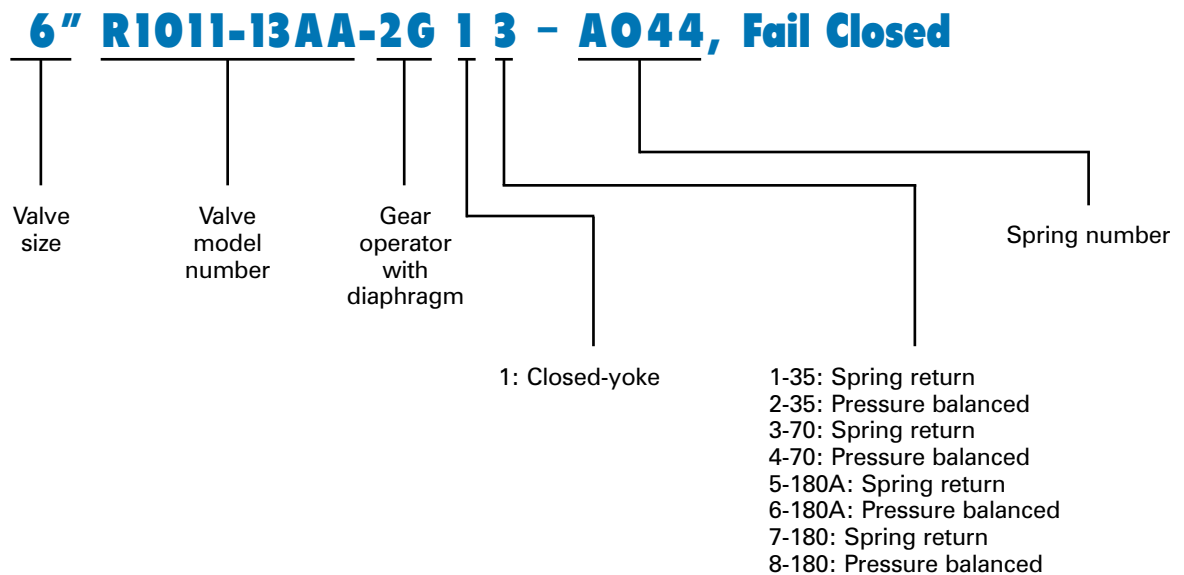 6″ R1011-13AA-2G 1 3 – AO44, Fail Closed
Valve
size
Valve
model
number
Gear
operator
with
diaphragm
Spring number
1: Closed-yoke
1-35: Spring return
2-35: Pressure balanced
3-70: Spring return
4-70: Pressure balanced
5-180A: Spring return
6-180A: Pressure balanced
7-180: Spring return
8-180: Pressure balanced